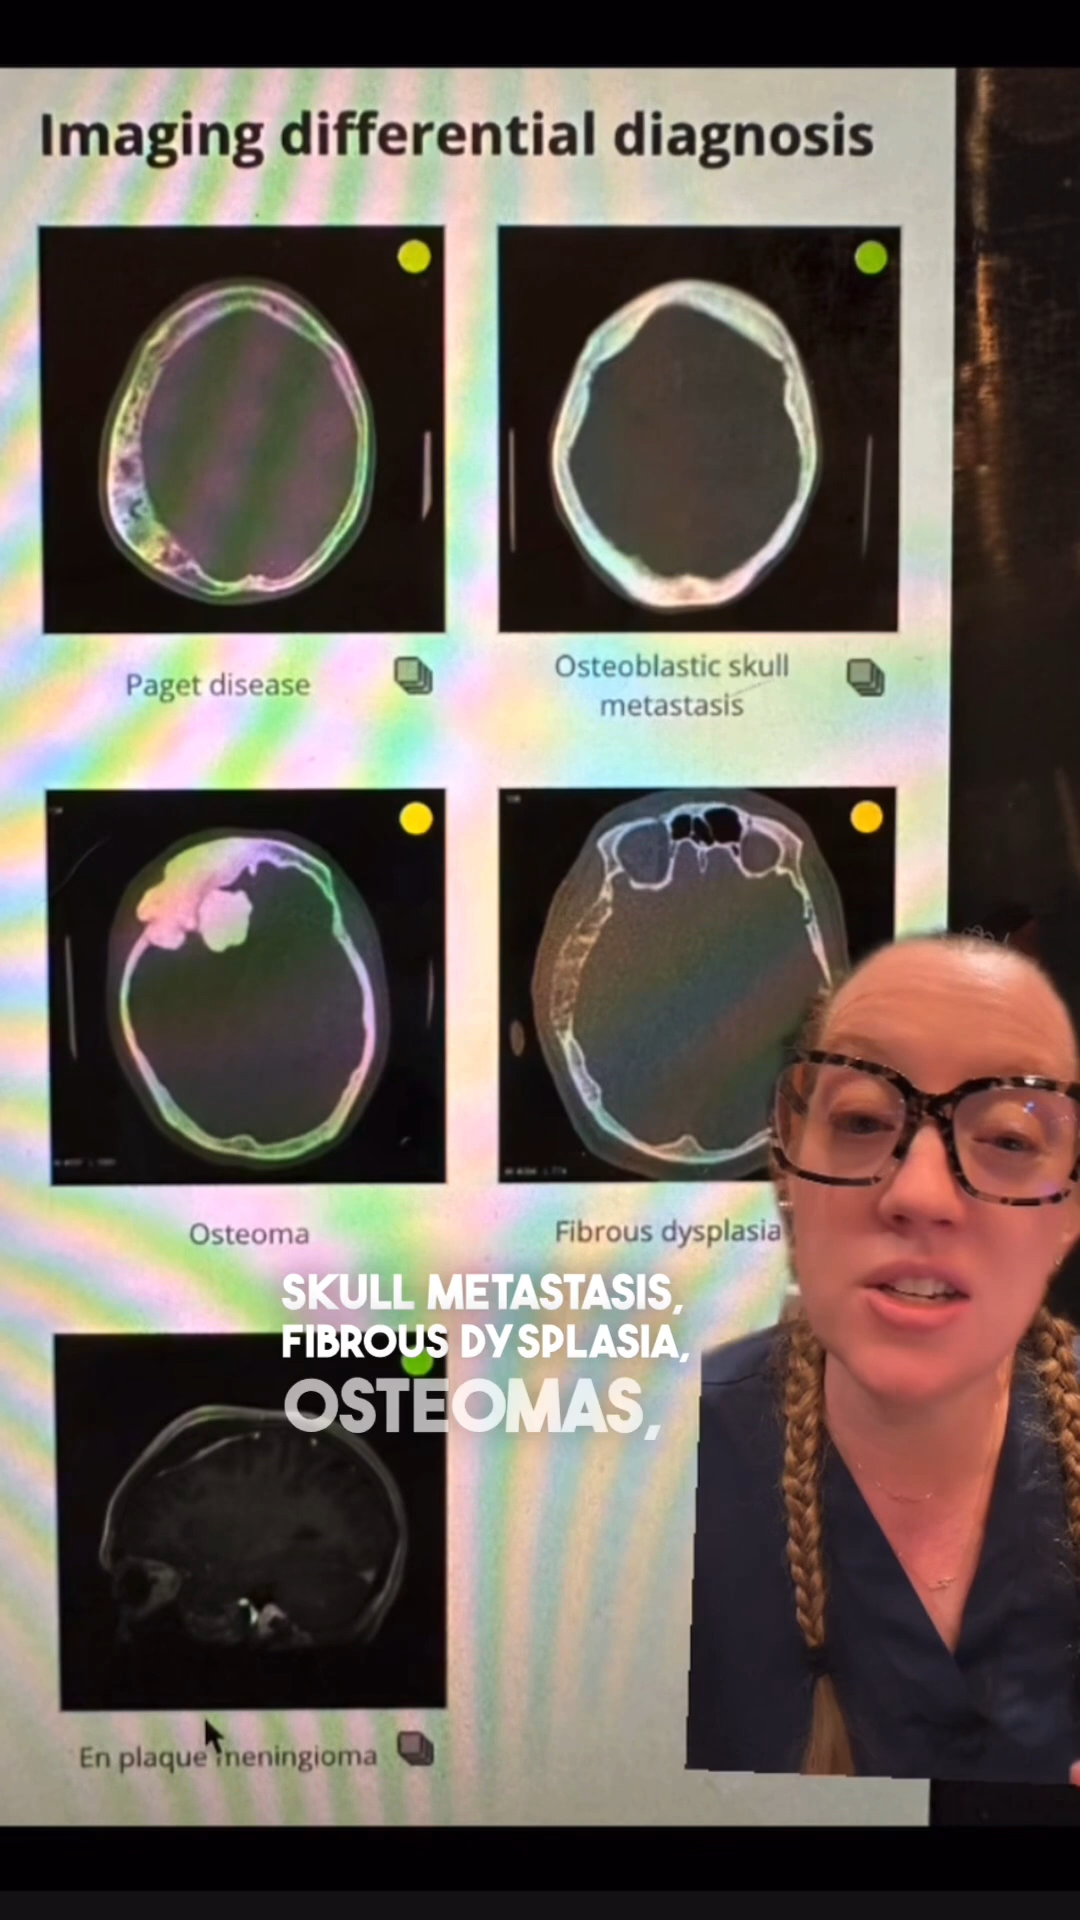 Imaging differential diagnosis
Paget disease
Osteoblastic skull
metastasis
Osteoma
Fibrous dysplasia
SKULL METASTASIS,
FIBROUS DYSPLASIA,
OSTEOMAS,
En plaque meningioma